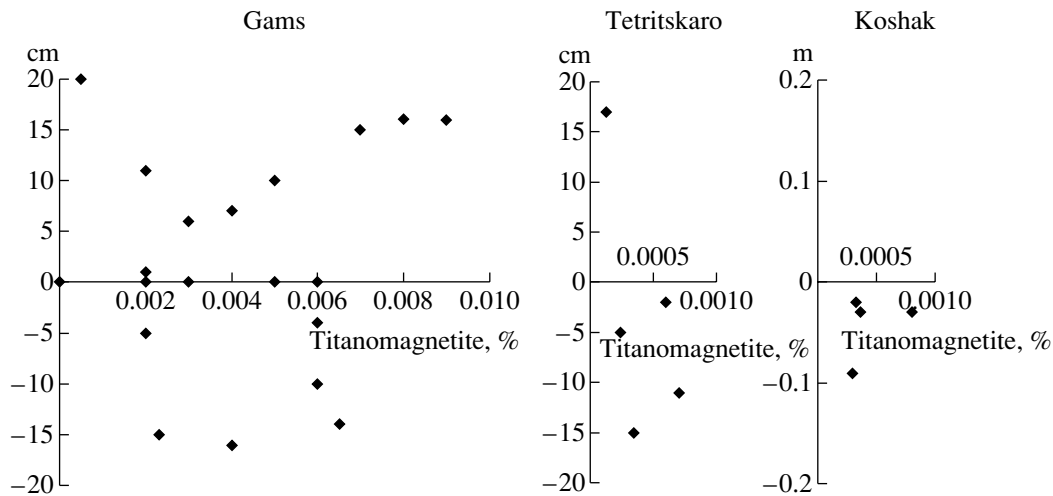 Gams Tetritskaro Koshak
cm cm m
20 20 0.2
15 15
10 10 0.1
5 5
0.0005 0.0005
0 0 0
0.002 0.004 0.006 0.008 0.010 0.0010 0.0010
−5 −5
Titanomagnetite, % Titanomagnetite, % Titanomagnetite, %
−10 −10 −0.1
−15 −15
−20 −20 −0.2